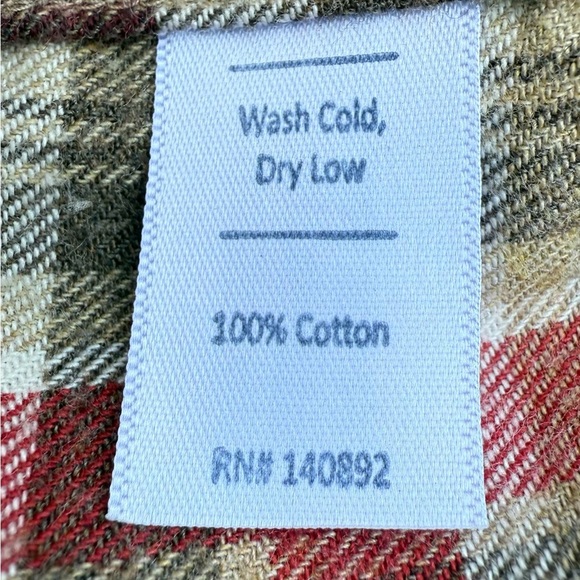 Wash Cold,
Dry Low
100% Cotton
RN# 140892